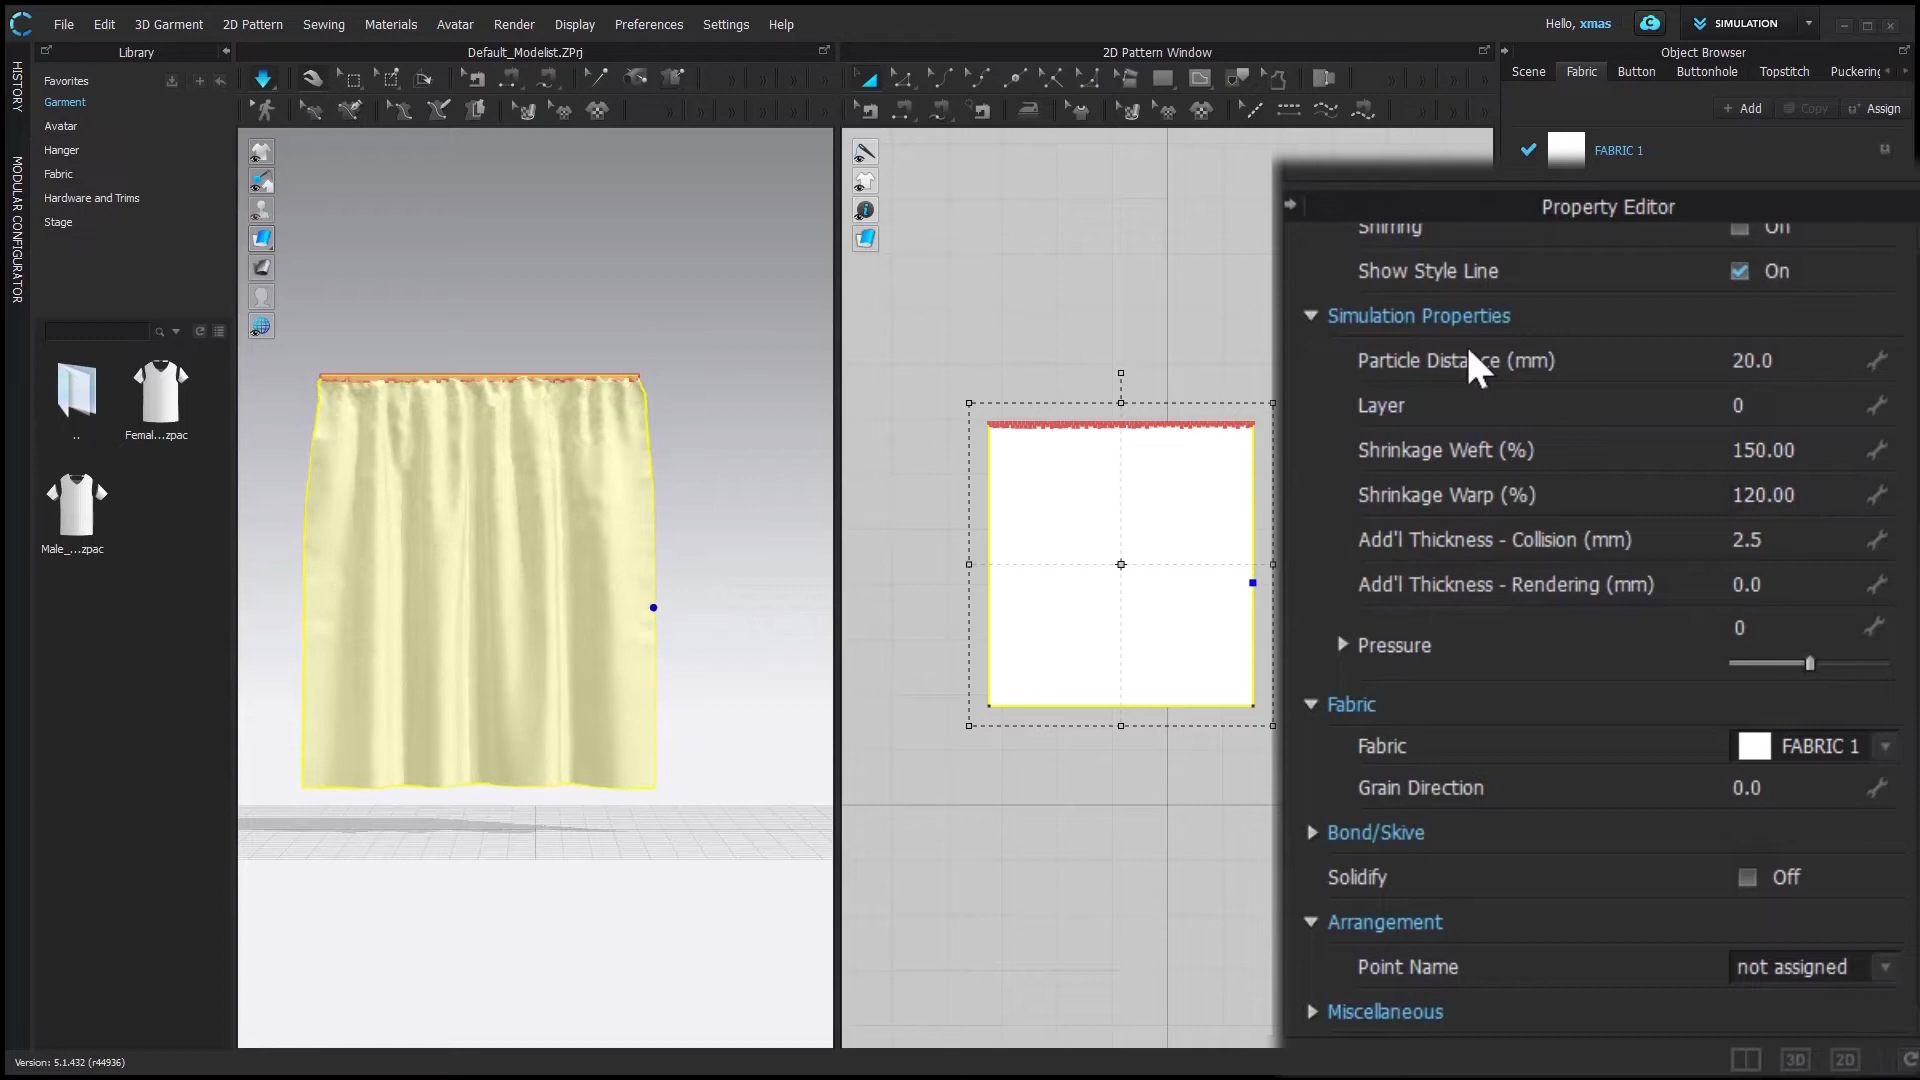 File Edit 3D Garment 2D Pattern Sewing Materials Avatar Render Display Preferences Settings Help
Hello, xmas
SIMULATION
Library
Default_Modelist.ZPrj
2D Pattern Window
Object Browser
HISTORY
MODULAR CONFIGURATOR
Favorites
Garment
Avatar
Hanger
Fabric
Hardware and Trims
Stage
..
Femal...zpac
Male_...zpac
Scene Fabric Button Buttonhole Topstitch Puckering
+ Add Copy Assign
FABRIC 1
Property Editor
Shirring Off
Show Style Line On
Simulation Properties
Particle Distance (mm) 20.0
Layer 0
Shrinkage Weft (%) 150.00
Shrinkage Warp (%) 120.00
Add'l Thickness - Collision (mm) 2.5
Add'l Thickness - Rendering (mm) 0.0
Pressure 0
Fabric
Fabric FABRIC 1
Grain Direction 0.0
Bond/Skive
Solidify Off
Arrangement
Point Name not assigned
Miscellaneous
Version: 5.1.432 (r44936)
3D 2D